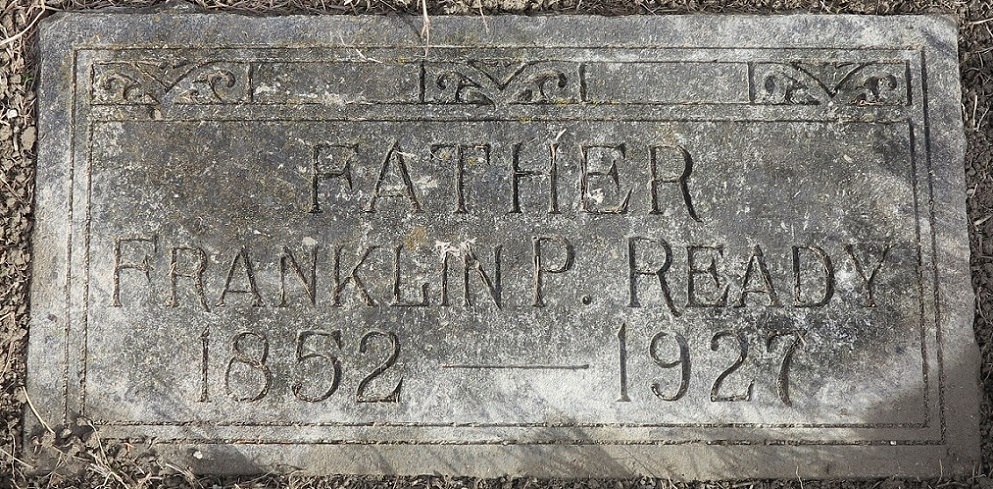 FATHER
FRANKLIN P. READY
1852 — 1927